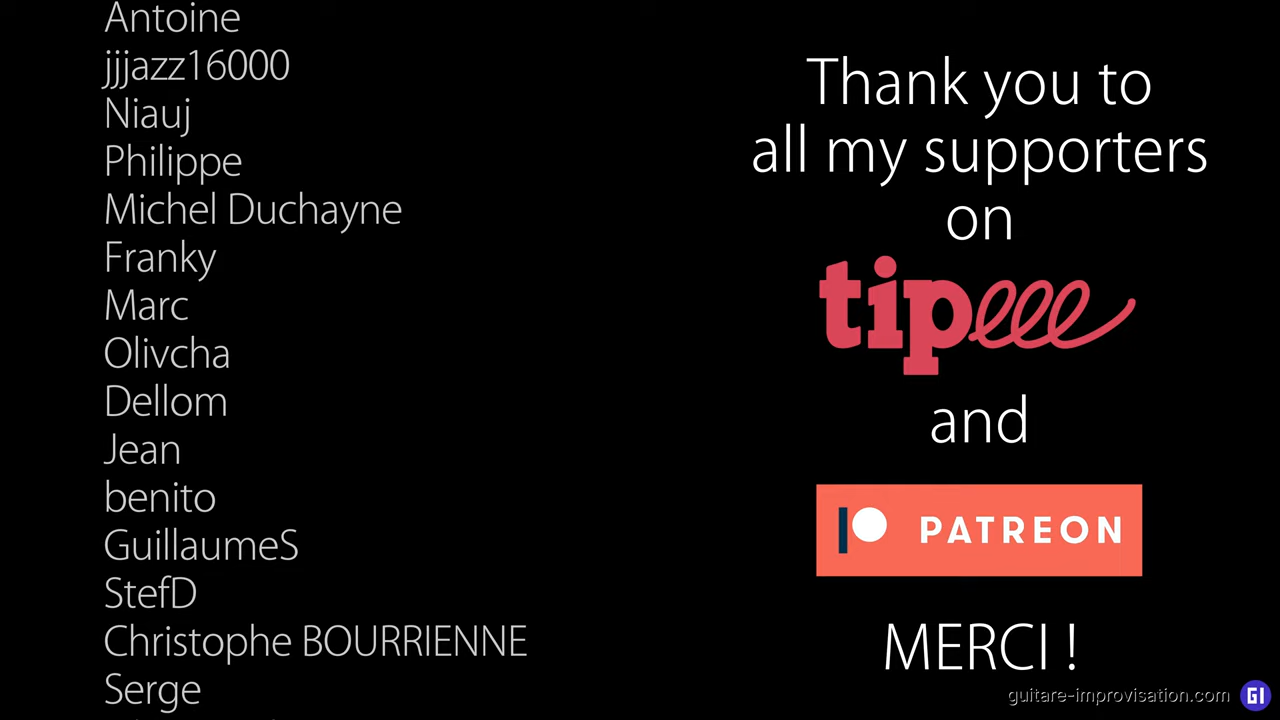 Antoine
jjjazz16000
Niauj
Philippe
Michel Duchayne
Franky
Marc
Olivcha
Dellom
Jean
benito
GuillaumeS
StefD
Christophe BOURRIENNE
Serge
Thank you to
all my supporters
on
tipeee
and
PATREON
MERCI !
guitare-improvisation.com GI